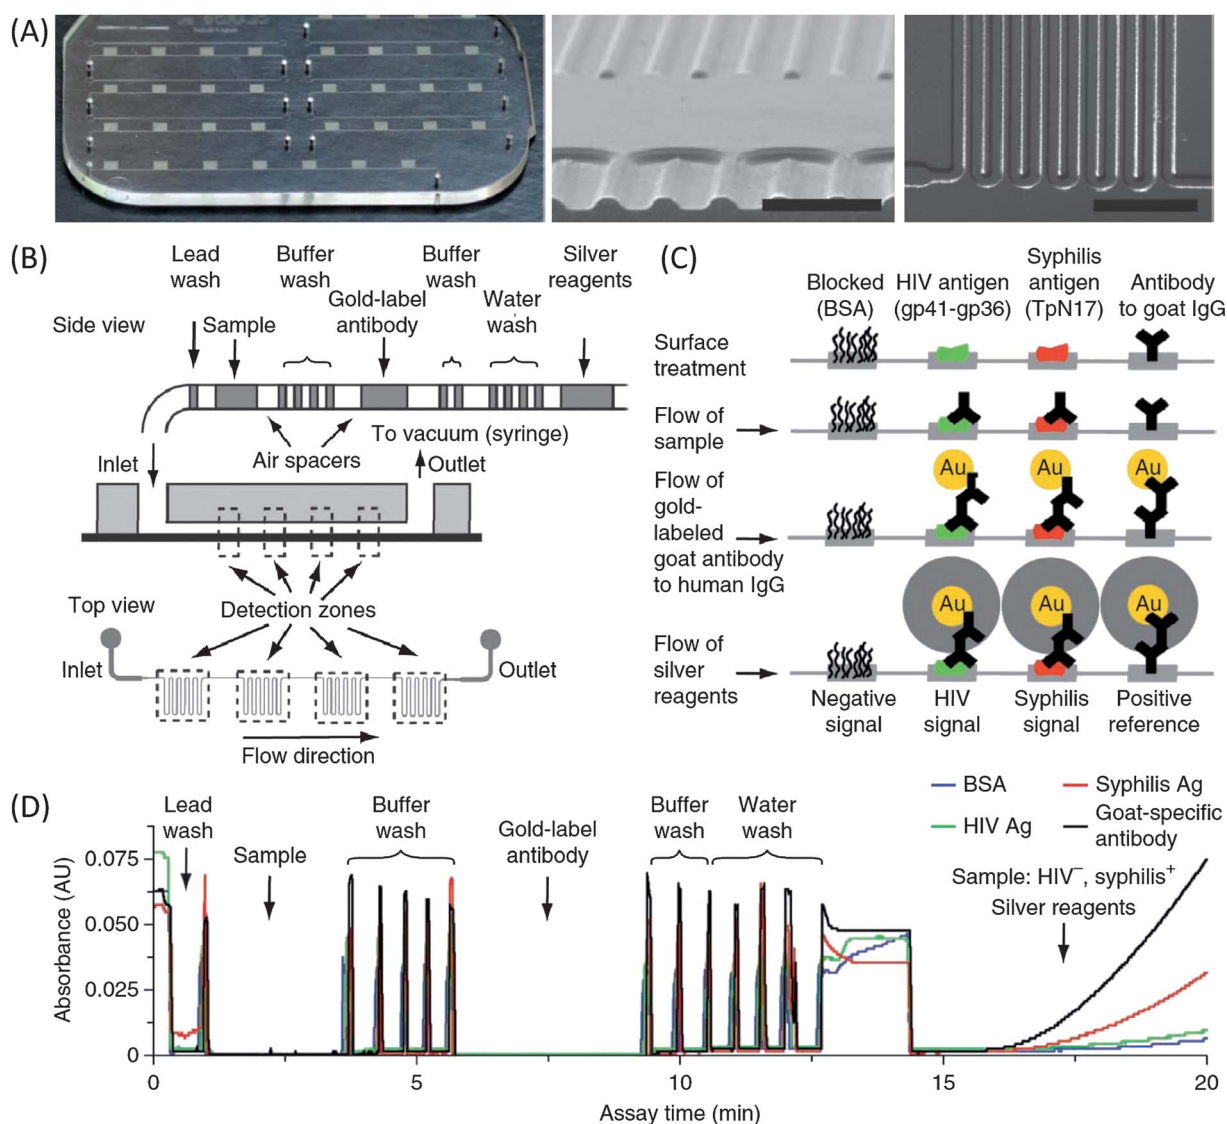 (A)
(B)
Lead
wash
Buffer
wash
Buffer
wash
Silver
reagents
Gold-label
antibody
Water
wash
Side view
Sample
To vacuum (syringe)
Air spacers
Inlet
Outlet
Detection zones
Top view
Inlet
Outlet
Flow direction
(C)
Blocked
(BSA)
HIV antigen
(gp41-gp36)
Syphilis
antigen
(TpN17)
Antibody
to goat IgG
Surface
treatment
Flow of
sample
Flow of
gold-
labeled
goat antibody
to human IgG
Au
Au
Au
Flow of
silver
reagents
Au
Au
Au
Negative
signal
HIV
signal
Syphilis
signal
Positive
reference
(D)
BSA
HIV Ag
Syphilis Ag
Goat-specific
antibody
Lead
wash
Sample
Buffer
wash
Gold-label
antibody
Buffer
wash
Water
wash
Sample: HIV⁻, syphilis⁺
Silver reagents
Absorbance (AU)
0.075
0.050
0.025
0
0 5 10 15 20
Assay time (min)